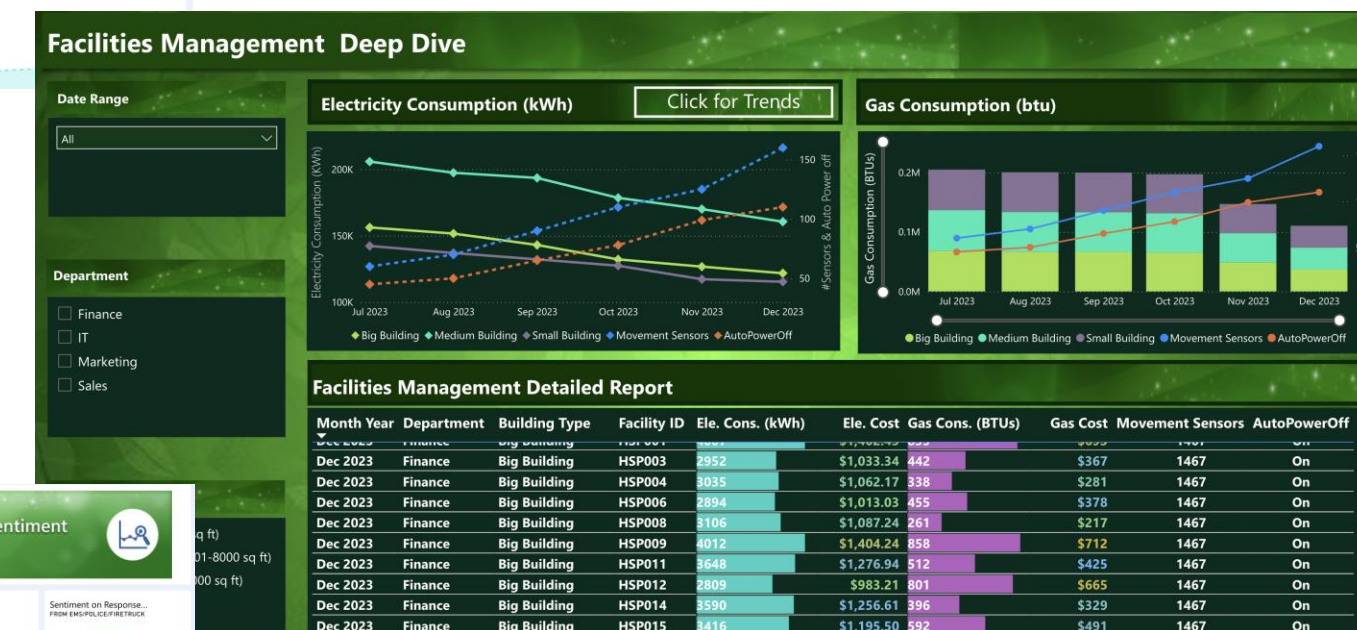 Facilities Management Deep Dive
Date Range
All
Department
Finance
IT
Marketing
Sales
Electricity Consumption (kWh)
Click for Trends
Electricity Consumption (KWh)
200K
150K
100K
150
100
50
#Sensors & Auto Power off
Jul 2023 Aug 2023 Sep 2023 Oct 2023 Nov 2023 Dec 2023
Big Building Medium Building Small Building Movement Sensors AutoPowerOff
Gas Consumption (btu)
Gas Consumption (BTUs)
0.2M
0.1M
0.0M
Jul 2023 Aug 2023 Sep 2023 Oct 2023 Nov 2023 Dec 2023
Big Building Medium Building Small Building Movement Sensors AutoPowerOff
Facilities Management Detailed Report
Month Year Department Building Type Facility ID Ele. Cons. (kWh) Ele. Cost Gas Cons. (BTUs) Gas Cost Movement Sensors AutoPowerOff
Dec 2023 Finance Big Building HSP003 2952 $1,033.34 442 $367 1467 On
Dec 2023 Finance Big Building HSP004 3035 $1,062.17 338 $281 1467 On
Dec 2023 Finance Big Building HSP006 2894 $1,013.03 455 $378 1467 On
Dec 2023 Finance Big Building HSP008 3106 $1,087.24 261 $217 1467 On
Dec 2023 Finance Big Building HSP009 4012 $1,404.24 858 $712 1467 On
Dec 2023 Finance Big Building HSP011 3648 $1,276.94 512 $425 1467 On
Dec 2023 Finance Big Building HSP012 2809 $983.21 801 $665 1467 On
Dec 2023 Finance Big Building HSP014 3590 $1,256.61 396 $329 1467 On
Dec 2023 Finance Big Building HSP015 3416 $1,195.50 592 $491 1467 On
entiment
q ft)
01-8000 sq ft)
000 sq ft)
Sentiment on Response...
FROM EMS/POLICE/FIRETRUCK